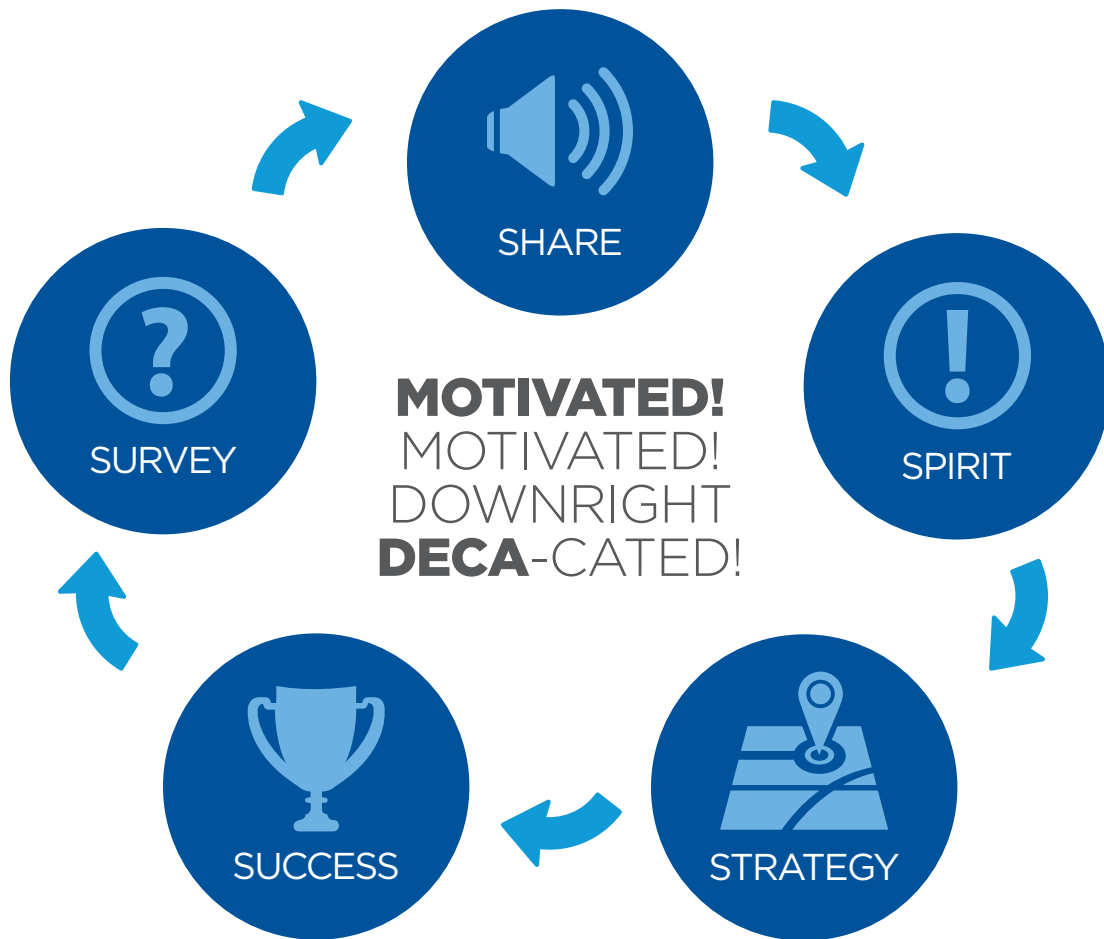 SHARE
SPIRIT
STRATEGY
SUCCESS
SURVEY
MOTIVATED!
MOTIVATED!
DOWNRIGHT
DECA-CATED!